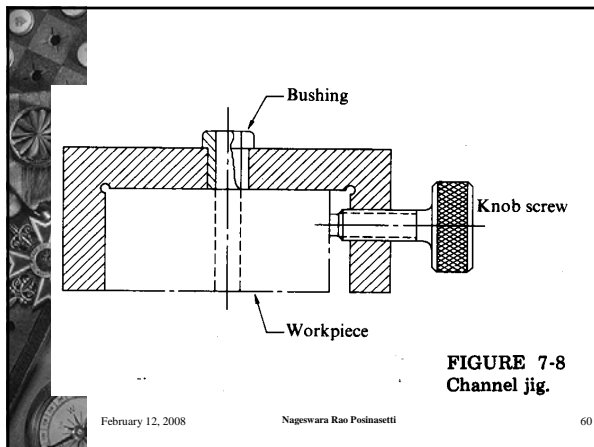 Bushing
Knob screw
Workpiece
FIGURE 7-8
Channel jig.
February 12, 2008
Nageswara Rao Posinasetti
60